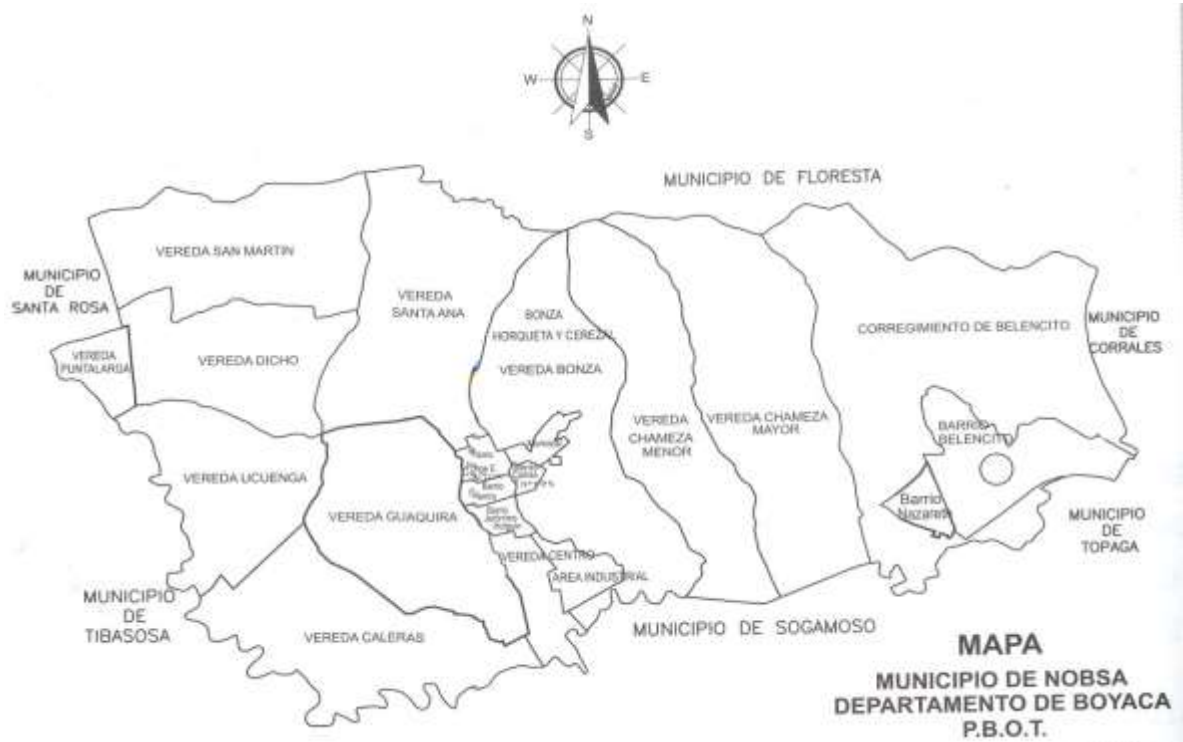 N
W
E
S
MUNICIPIO DE FLORESTA
VEREDA SAN MARTIN
MUNICIPIO
DE
SANTA ROSA
VEREDA
SANTA ANA
BONZA
HORQUETA Y CEREZAL
VEREDA BONZA
CORREGIMIENTO DE BELENCITO
MUNICIPIO
DE
CORRALES
VEREDA
PUNTALARGA
VEREDA DICHO
VEREDA
CHAMEZA
MENOR
VEREDA CHAMEZA
MAYOR
BARRIO
BELENCITO
VEREDA UCUENGA
VEREDA GUAQUIRA
Barrio
Nazareth
MUNICIPIO
DE
TOPAGA
VEREDA CENTRO
AREA INDUSTRIAL
MUNICIPIO
DE
TIBASOSA
VEREDA CALERAS
MUNICIPIO DE SOGAMOSO
MAPA
MUNICIPIO DE NOBSA
DEPARTAMENTO DE BOYACA
P.B.O.T.